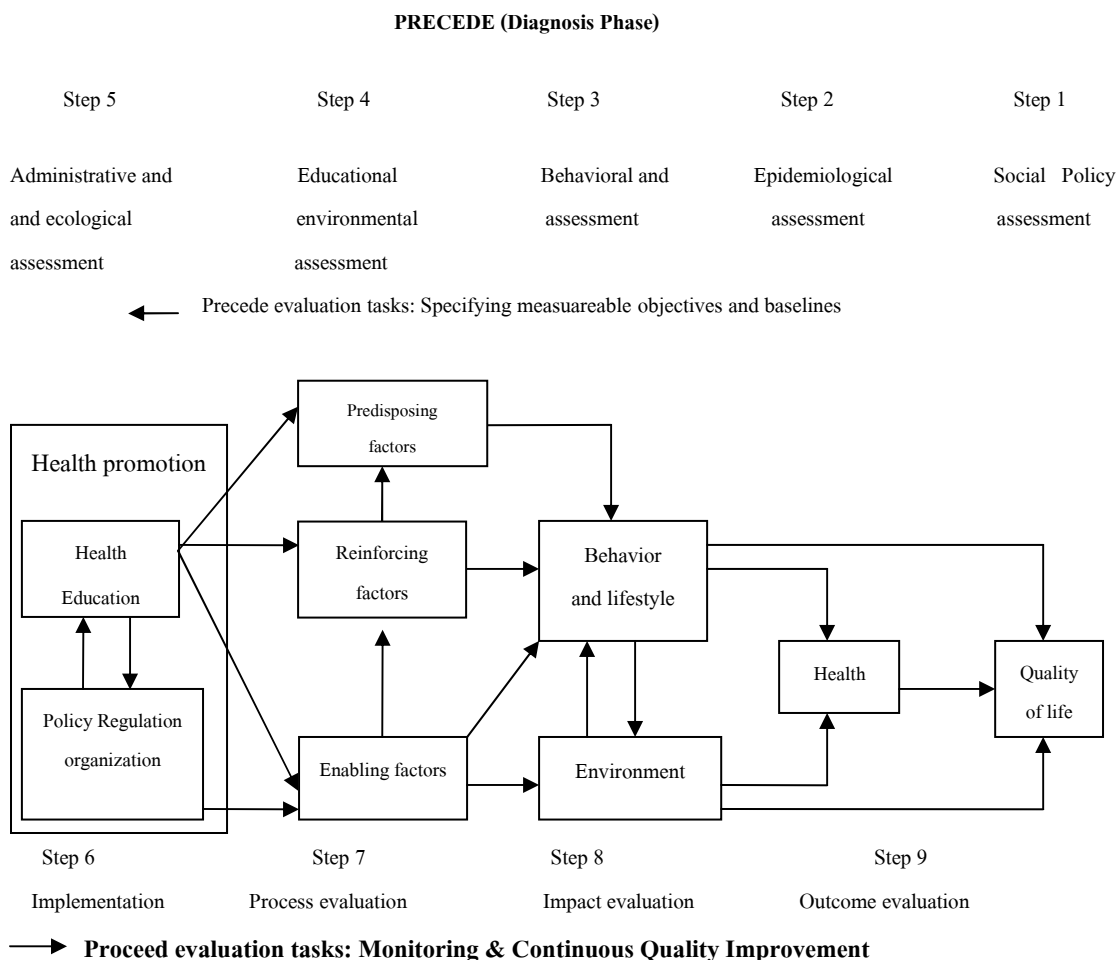 PRECEDE (Diagnosis Phase)
Step 5 Step 4 Step 3 Step 2 Step 1
Administrative and Educational Behavioral and Epidemiological Social Policy
and ecological environmental assessment assessment assessment
assessment assessment
Precede evaluation tasks: Specifying measuareable objectives and baselines
Health promotion
Health
Education
Policy Regulation
organization
Predisposing
factors
Reinforcing
factors
Enabling factors
Behavior
and lifestyle
Environment
Health
Quality
of life
Step 6 Step 7 Step 8 Step 9
Implementation Process evaluation Impact evaluation Outcome evaluation
Proceed evaluation tasks: Monitoring & Continuous Quality Improvement